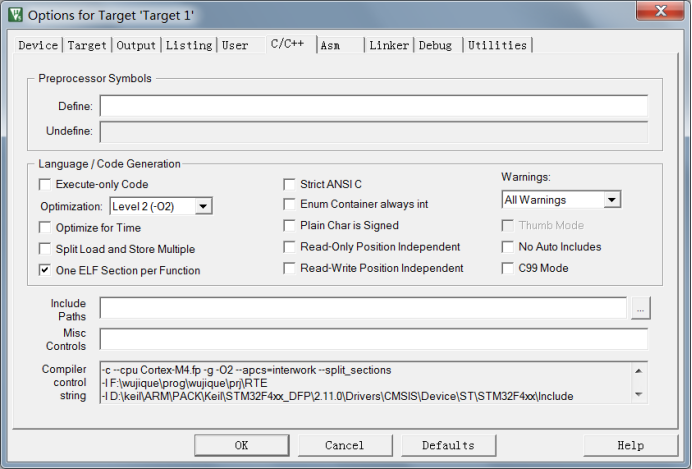 Options for Target 'Target 1'
Device Target Output Listing User C/C++ Asm Linker Debug Utilities
Preprocessor Symbols
Define:
Undefine:
Language / Code Generation
Execute-only Code
Strict ANSI C
Warnings:
Optimization: Level 2 (-O2)
Enum Container always int
All Warnings
Optimize for Time
Plain Char is Signed
Thumb Mode
Split Load and Store Multiple
Read-Only Position Independent
No Auto Includes
One ELF Section per Function
Read-Write Position Independent
C99 Mode
Include
Paths
...
Misc
Controls
Compiler
control
string
-c --cpu Cortex-M4.fp -g -O2 --apcs=interwork --split_sections
-I F:\wujique\prog\wujique\prj\RTE
-I D:\keil\ARM\PACK\Keil\STM32F4xx_DFP\2.11.0\Drivers\CMSIS\Device\ST\STM32F4xx\Include
OK Cancel Defaults Help